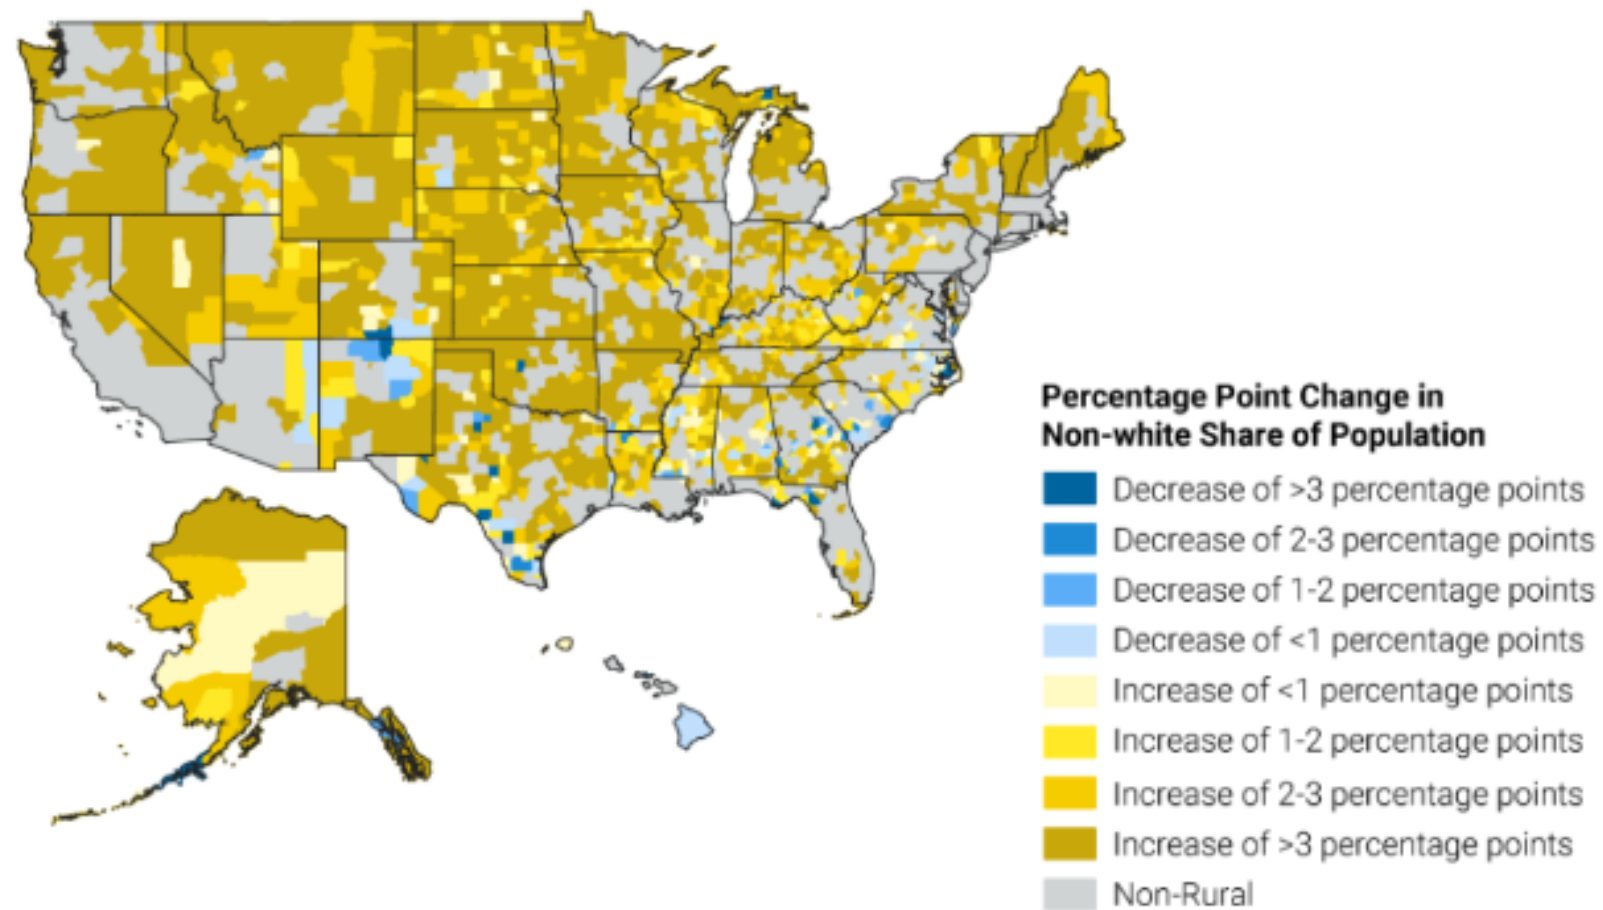 Percentage Point Change in
Non-white Share of Population
Decrease of >3 percentage points
Decrease of 2-3 percentage points
Decrease of 1-2 percentage points
Decrease of <1 percentage points
Increase of <1 percentage points
Increase of 1-2 percentage points
Increase of 2-3 percentage points
Increase of >3 percentage points
Non-Rural